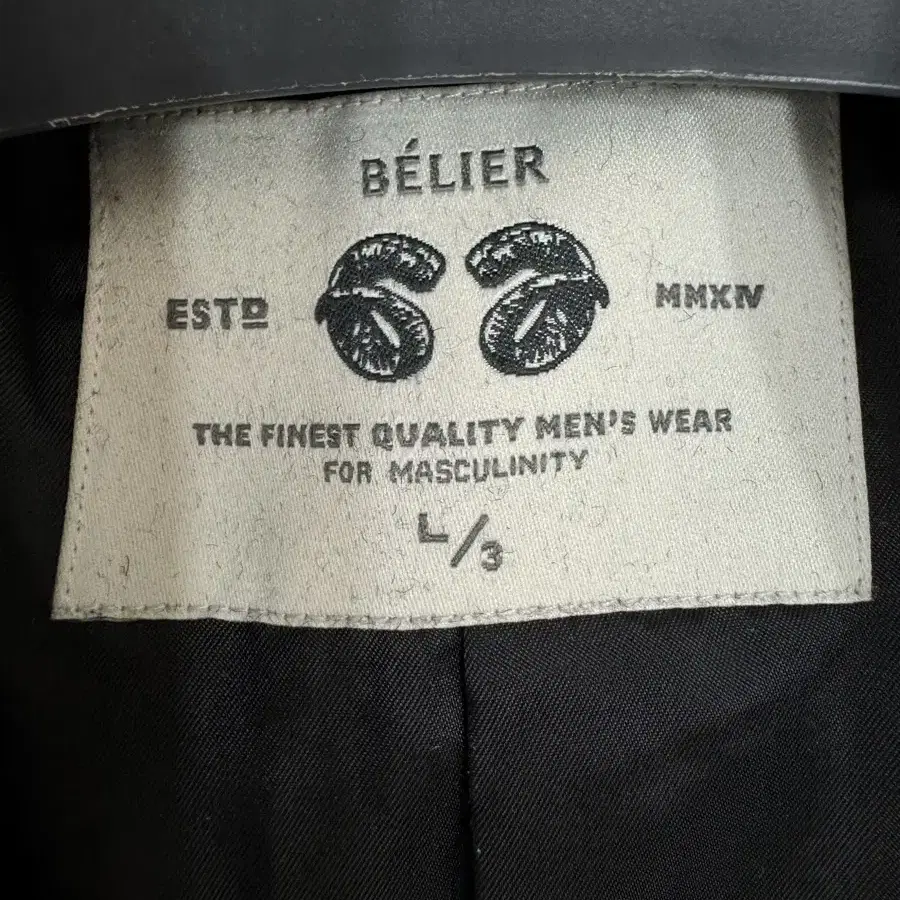 BÉLIER
ESTD MMXIV
THE FINEST QUALITY MEN'S WEAR
FOR MASCULINITY
L/3